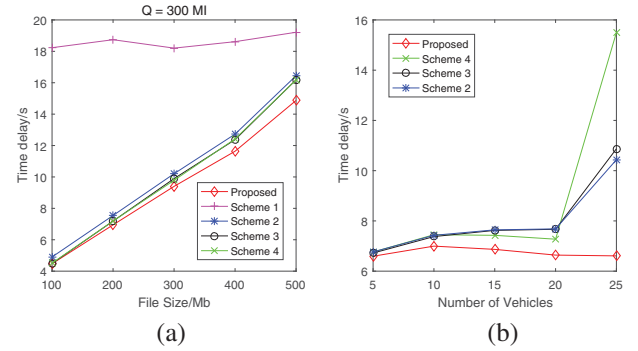 Q = 300 MI
20
18
16
14
12
10
8
6
4
Time delay/s
100
200
300
400
500
File Size/Mb
Proposed
Scheme 1
Scheme 2
Scheme 3
Scheme 4
(a)
16
14
12
10
8
6
Time delay/s
5
10
15
20
25
Number of Vehicles
Proposed
Scheme 4
Scheme 3
Scheme 2
(b)